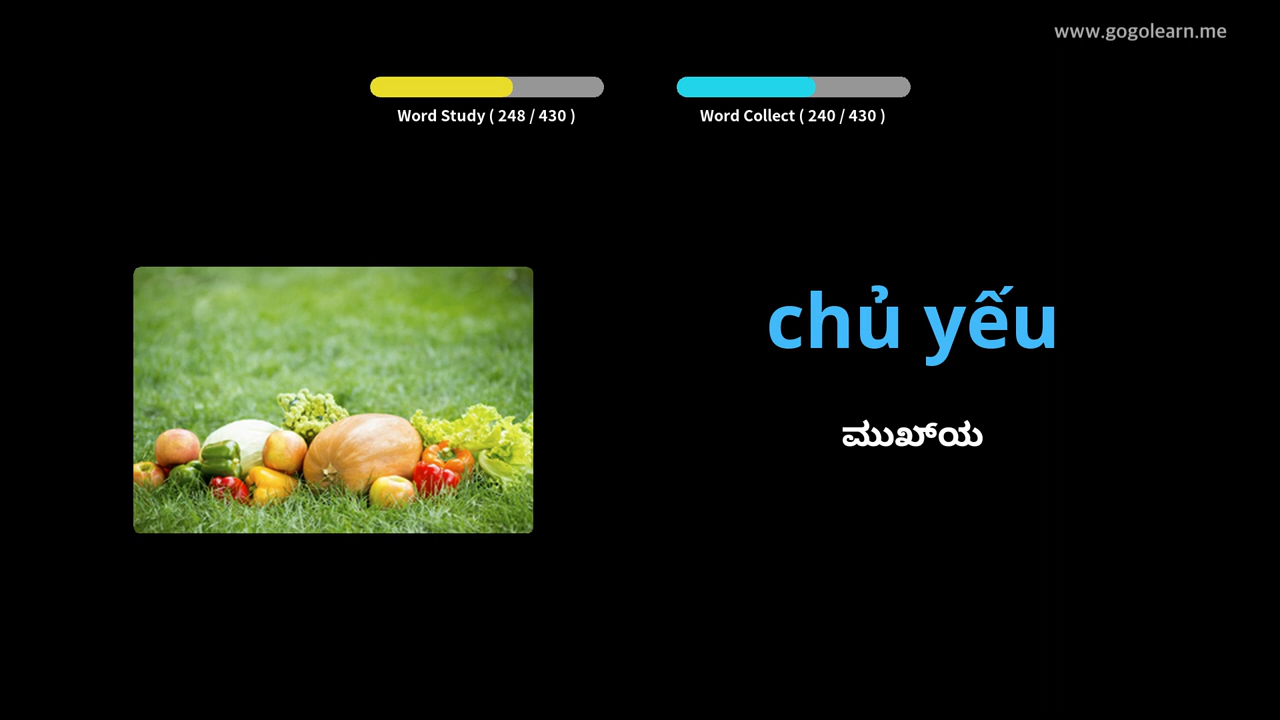 www.gogolearn.me
Word Study ( 248 / 430 )
Word Collect ( 240 / 430 )
chủ yếu
ಮುಖ್ಯ